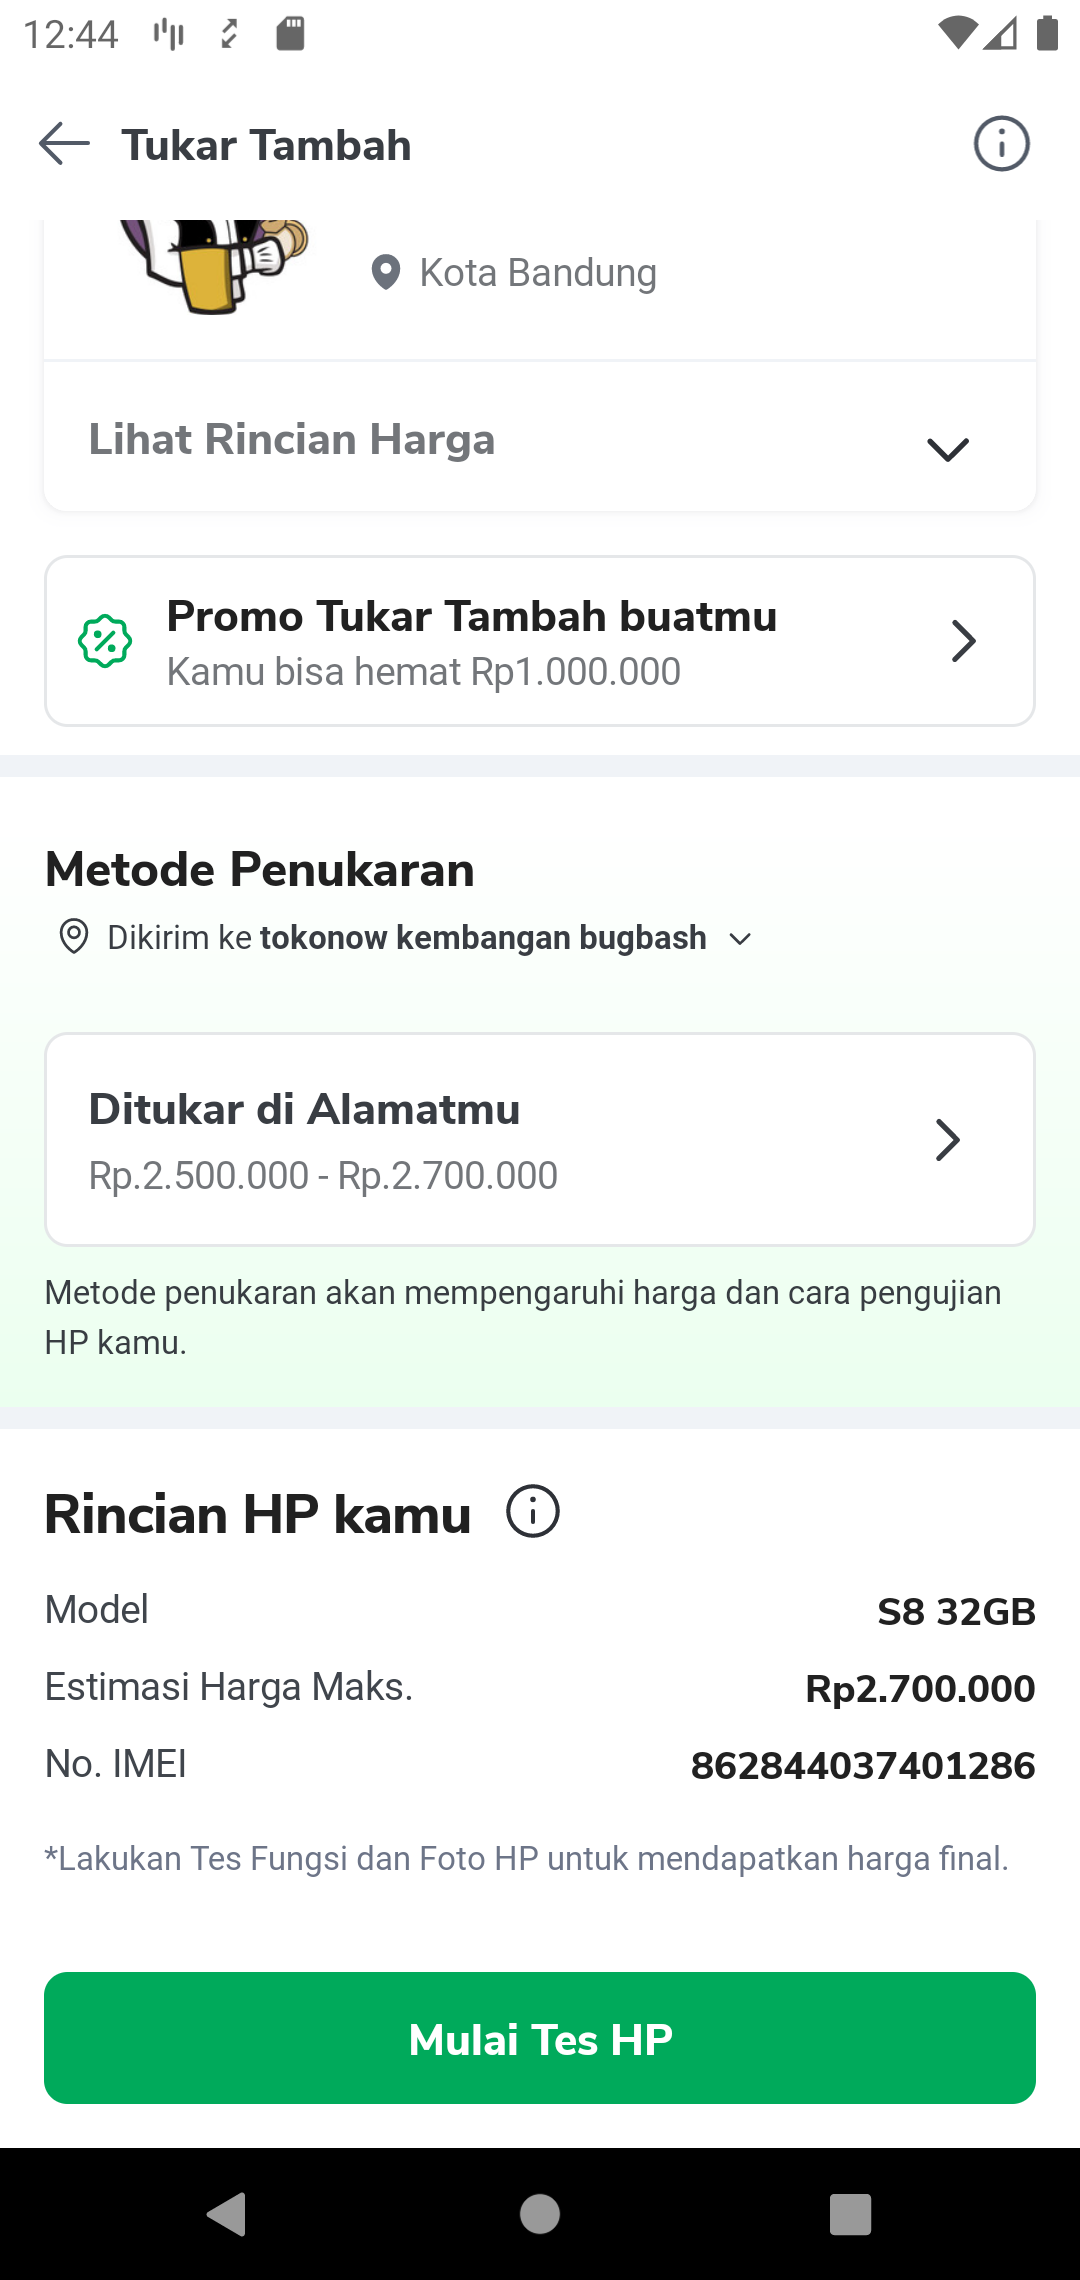 12:44
Tukar Tambah
Kota Bandung
Lihat Rincian Harga
Promo Tukar Tambah buatmu
Kamu bisa hemat Rp1.000.000
Metode Penukaran
Dikirim ke tokonow kembangan bugbash
Ditukar di Alamatmu
Rp.2.500.000 - Rp.2.700.000
Metode penukaran akan mempengaruhi harga dan cara pengujian
HP kamu.
Rincian HP kamu
Model S8 32GB
Estimasi Harga Maks. Rp2.700.000
No. IMEI 862844037401286
*Lakukan Tes Fungsi dan Foto HP untuk mendapatkan harga final.
Mulai Tes HP